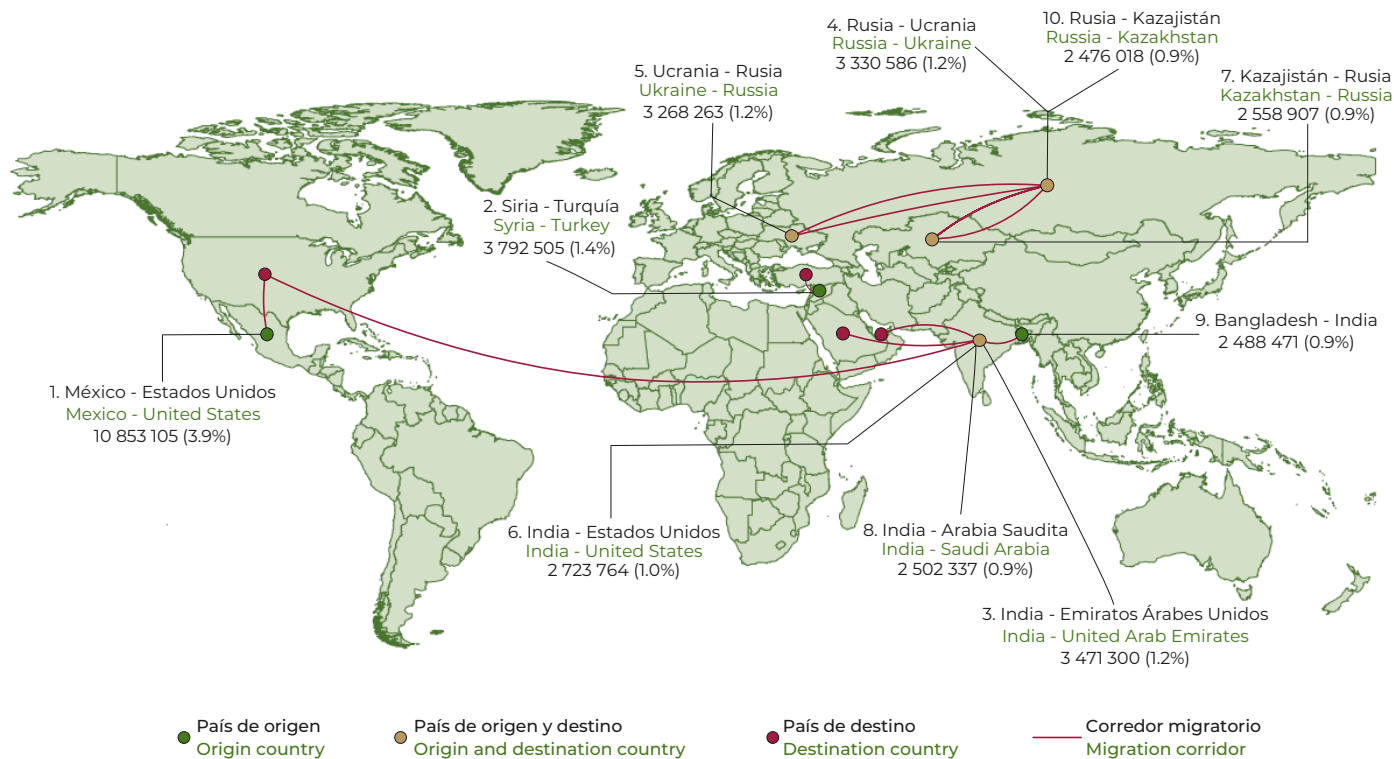 4. Rusia - Ucrania
Russia - Ukraine
3 330 586 (1.2%)
10. Rusia - Kazajistán
Russia - Kazakhstan
2 476 018 (0.9%)
5. Ucrania - Rusia
Ukraine - Russia
3 268 263 (1.2%)
7. Kazajistán - Rusia
Kazakhstan - Russia
2 558 907 (0.9%)
2. Siria - Turquía
Syria - Turkey
3 792 505 (1.4%)
9. Bangladesh - India
2 488 471 (0.9%)
1. México - Estados Unidos
Mexico - United States
10 853 105 (3.9%)
6. India - Estados Unidos
India - United States
2 723 764 (1.0%)
8. India - Arabia Saudita
India - Saudi Arabia
2 502 337 (0.9%)
3. India - Emiratos Árabes Unidos
India - United Arab Emirates
3 471 300 (1.2%)
País de origen
Origin country
País de origen y destino
Origin and destination country
País de destino
Destination country
Corredor migratorio
Migration corridor